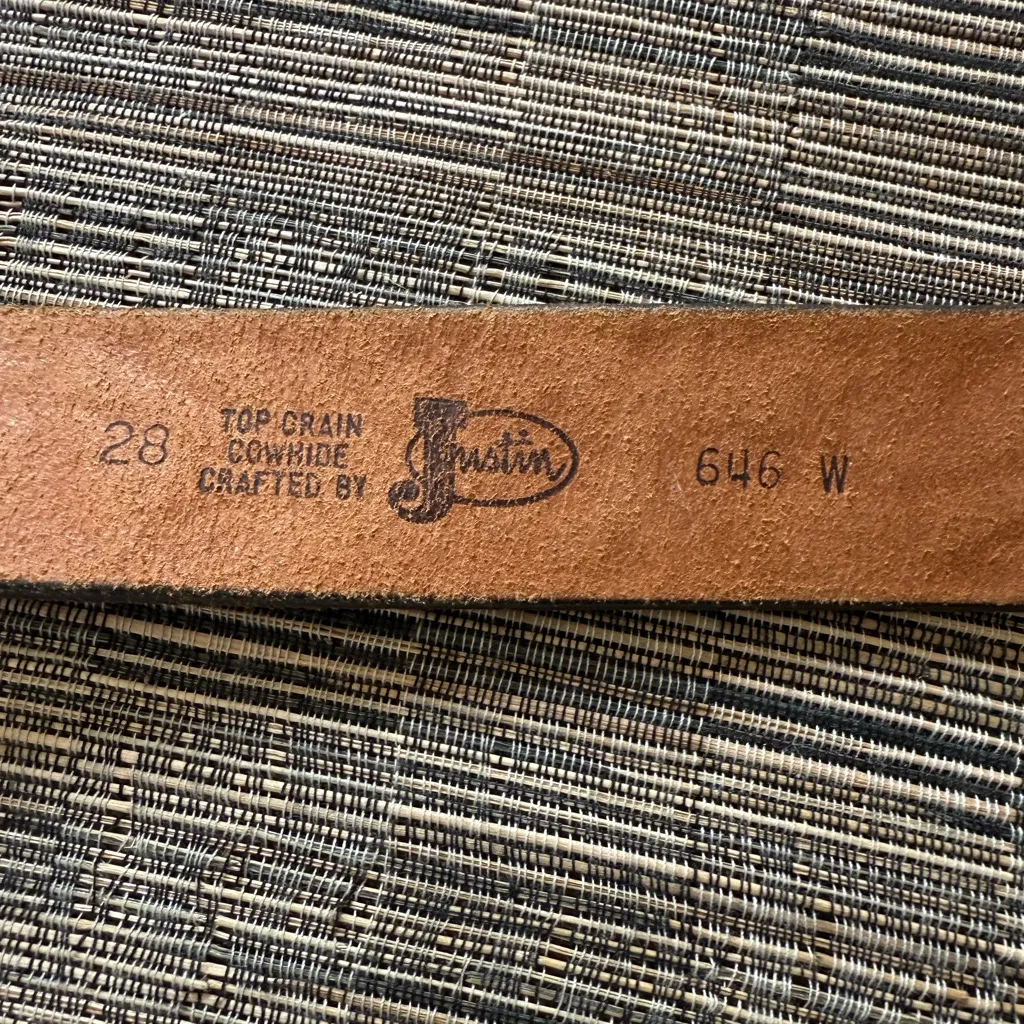 28
TOP GRAIN
COWHIDE
CRAFTED BY
Justin
646 W